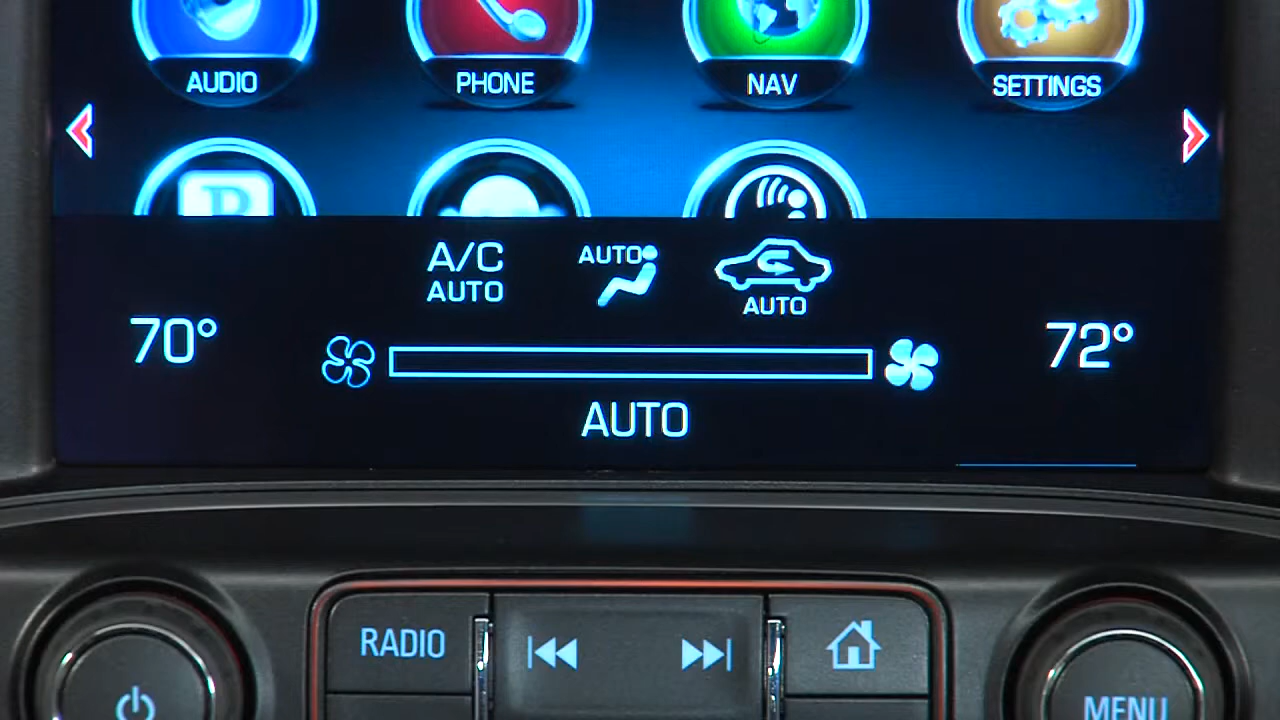 AUDIO
PHONE
NAV
SETTINGS
A/C
AUTO
AUTO
AUTO
70°
72°
AUTO
RADIO
MENU